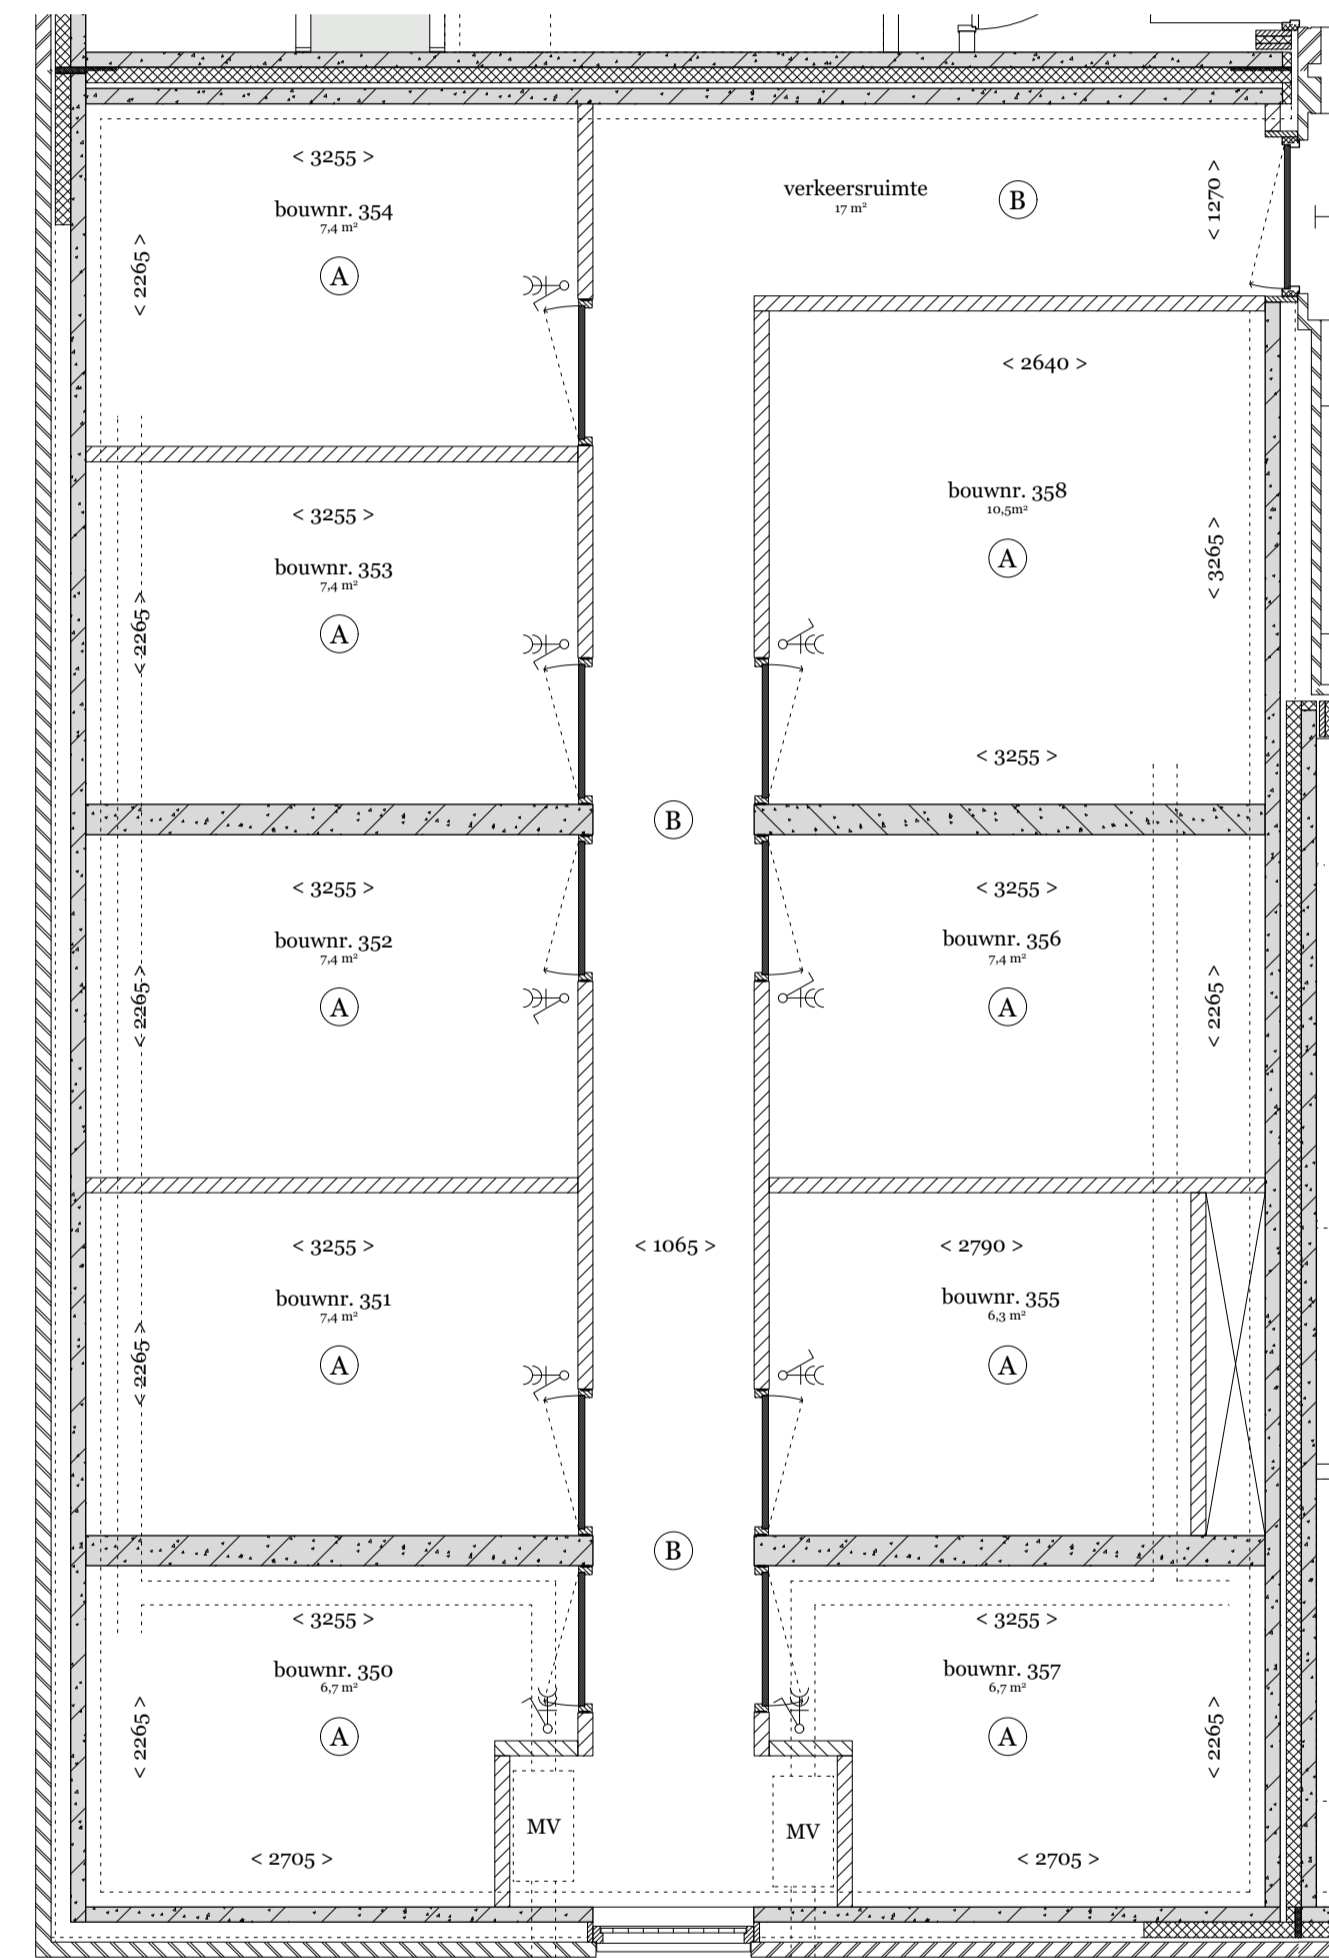 < 3255 >
bouwnr. 354
7,4 m²
A
< 2265 >
verkeersruimte
17 m²
B
< 1270 >
< 2640 >
bouwnr. 358
10,5m²
A
< 3265 >
< 3255 >
< 3255 >
bouwnr. 353
7,4 m²
A
< 2265 >
B
< 3255 >
bouwnr. 352
7,4 m²
A
< 2265 >
< 3255 >
bouwnr. 356
7,4 m²
A
< 2265 >
< 3255 >
bouwnr. 351
7,4 m²
A
< 2265 >
< 1065 >
< 2790 >
bouwnr. 355
6,3 m²
A
B
< 3255 >
bouwnr. 350
6,7 m²
A
< 2265 >
MV
< 2705 >
< 3255 >
bouwnr. 357
6,7 m²
A
< 2265 >
MV
< 2705 >